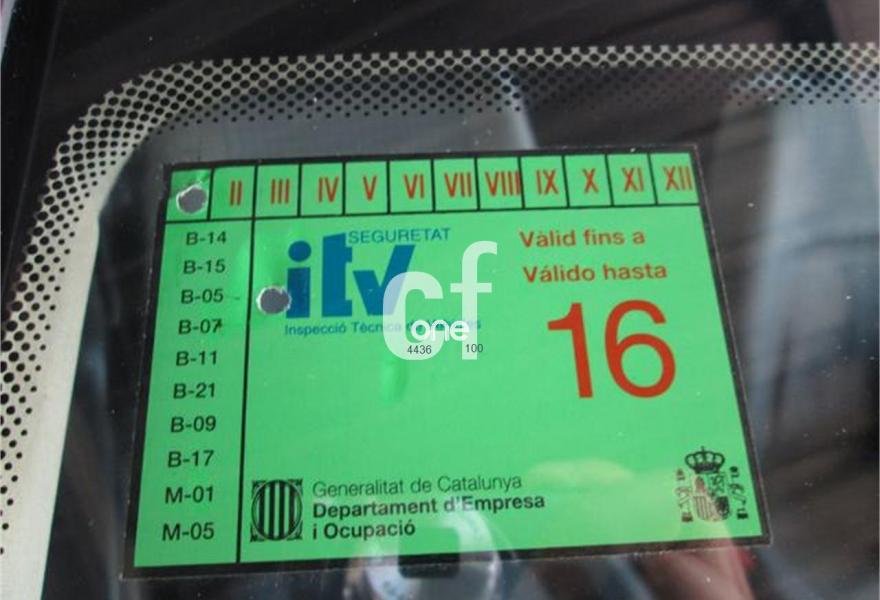 II III IV V VI VII VIII IX X XI XII
B-14
B-15
B-05
B-07
B-11
B-21
B-09
B-17
M-01
M-05
SEGURETAT
itv
Inspecció Tècnica de Vehicles
4436 100
cf
one
Vàlid fins a
Válido hasta
16
Generalitat de Catalunya
Departament d'Empresa
i Ocupació